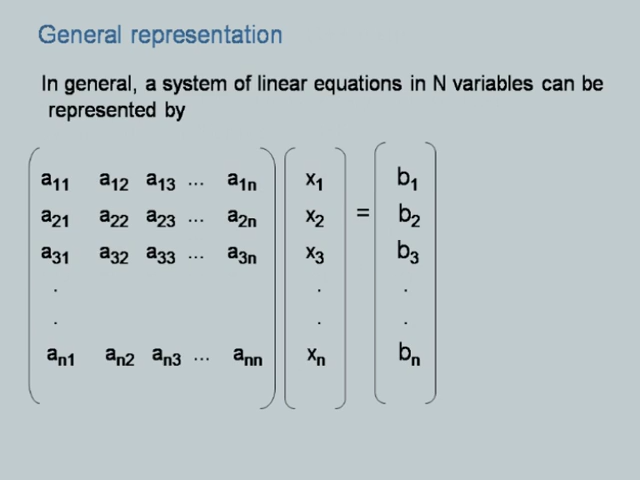 General representation
In general, a system of linear equations in N variables can be
represented by
a11 a12 a13 ... a1n x1 b1
a21 a22 a23 ... a2n x2 = b2
a31 a32 a33 ... a3n x3 b3
. . .
. . .
an1 an2 an3 ... ann xn bn